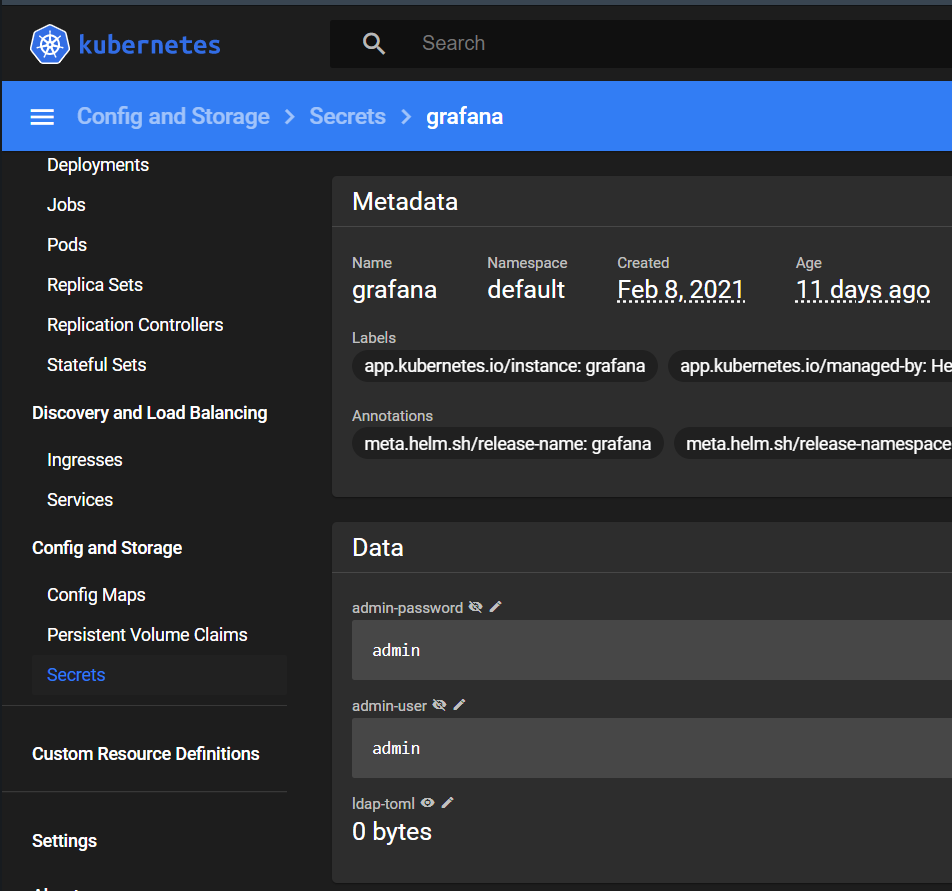 kubernetes
Search
Config and Storage > Secrets > grafana
Deployments
Jobs
Pods
Replica Sets
Replication Controllers
Stateful Sets
Discovery and Load Balancing
Ingresses
Services
Config and Storage
Config Maps
Persistent Volume Claims
Secrets
Custom Resource Definitions
Settings
Metadata
Name
grafana
Namespace
default
Created
Feb 8, 2021
Age
11 days ago
Labels
app.kubernetes.io/instance: grafana
app.kubernetes.io/managed-by: He
Annotations
meta.helm.sh/release-name: grafana
meta.helm.sh/release-namespace
Data
admin-password
admin
admin-user
admin
ldap-toml
0 bytes